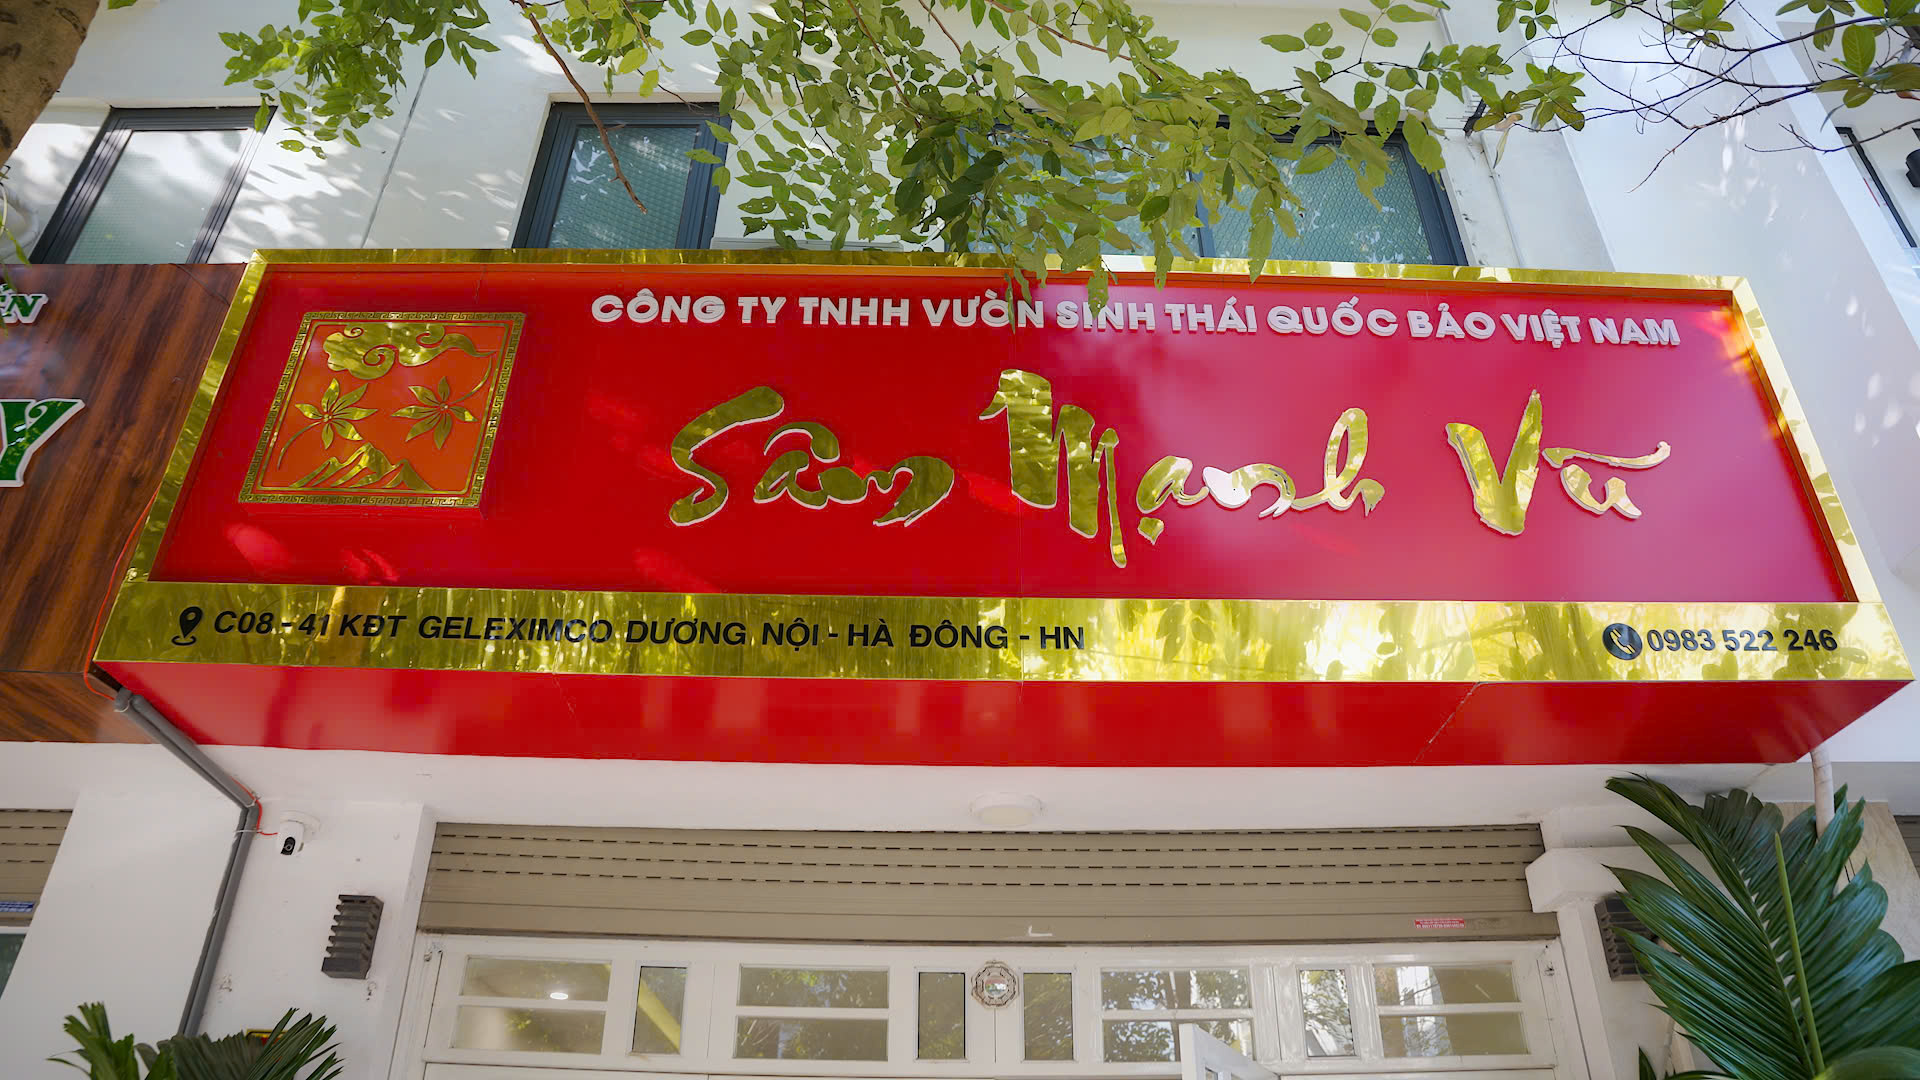 CÔNG TY TNHH VƯỜN SINH THÁI QUỐC BẢO VIỆT NAM
Sâm Mạnh Vũ
C08 - 41 KĐT GELEXIMCO DƯƠNG NỘI - HÀ ĐÔNG - HN
0983 522 246
Y